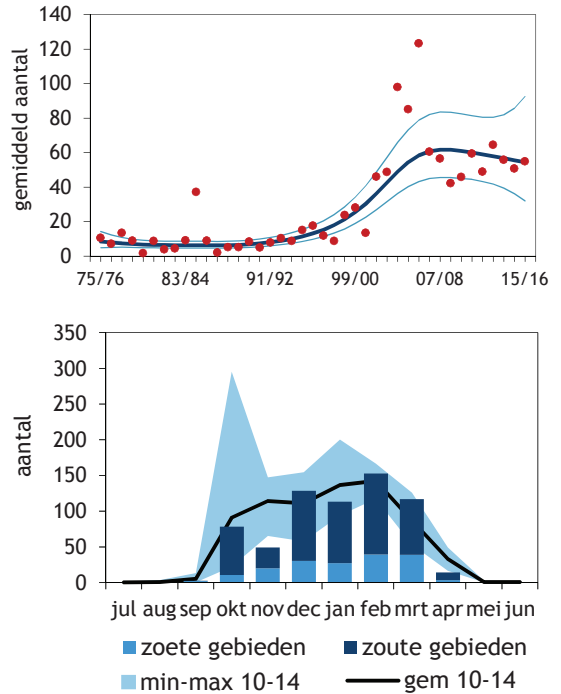 140
120
100
80
60
40
20
0
gemiddeld aantal
75/76 83/84 91/92 99/00 07/08 15/16
350
300
250
200
150
100
50
0
aantal
jul aug sep okt nov dec jan feb mrt apr mei jun
zoete gebieden zoute gebieden
min-max 10-14 gem 10-14